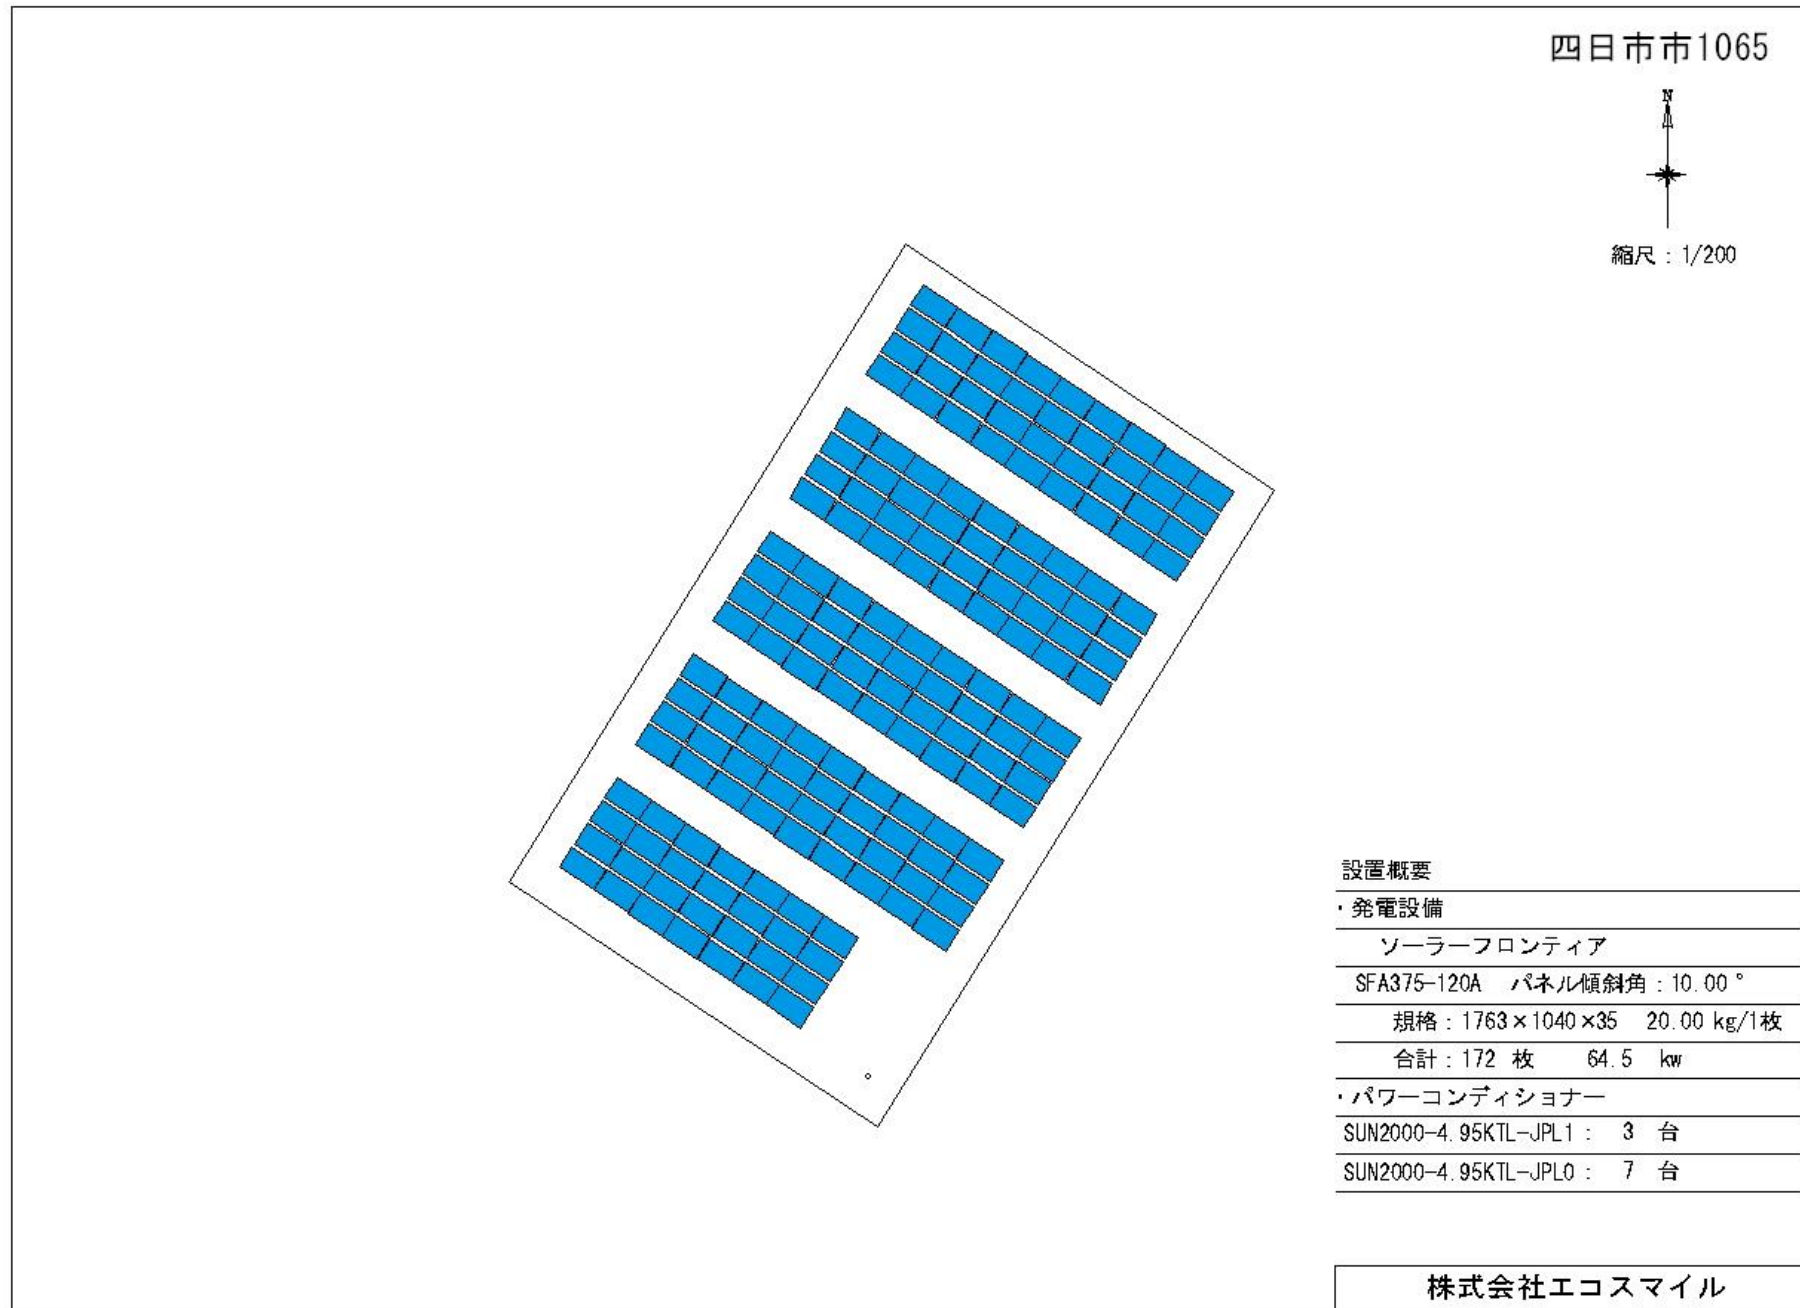 四日市市1065
N
縮尺：1/200
設置概要
・発電設備
ソーラーフロンティア
SFA375-120A パネル傾斜角：10.00°
規格：1763×1040×35 20.00 kg/1枚
合計：172 枚 64.5 kw
・パワーコンディショナー
SUN2000-4.95KTL-JPL1： 3 台
SUN2000-4.95KTL-JPL0： 7 台
株式会社エコスマイル